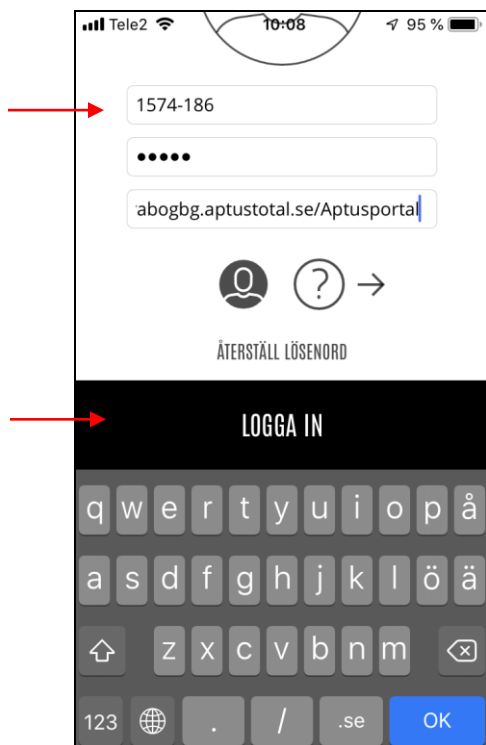 Tele2 10:08 95 %
1574-186
•••••
abogbg.aptustotal.se/Aptusportal
?
ÅTERSTÄLL LÖSENORD
LOGGA IN
q w e r t y u i o p å
a s d f g h j k l ö ä
z x c v b n m
123 . / .se OK